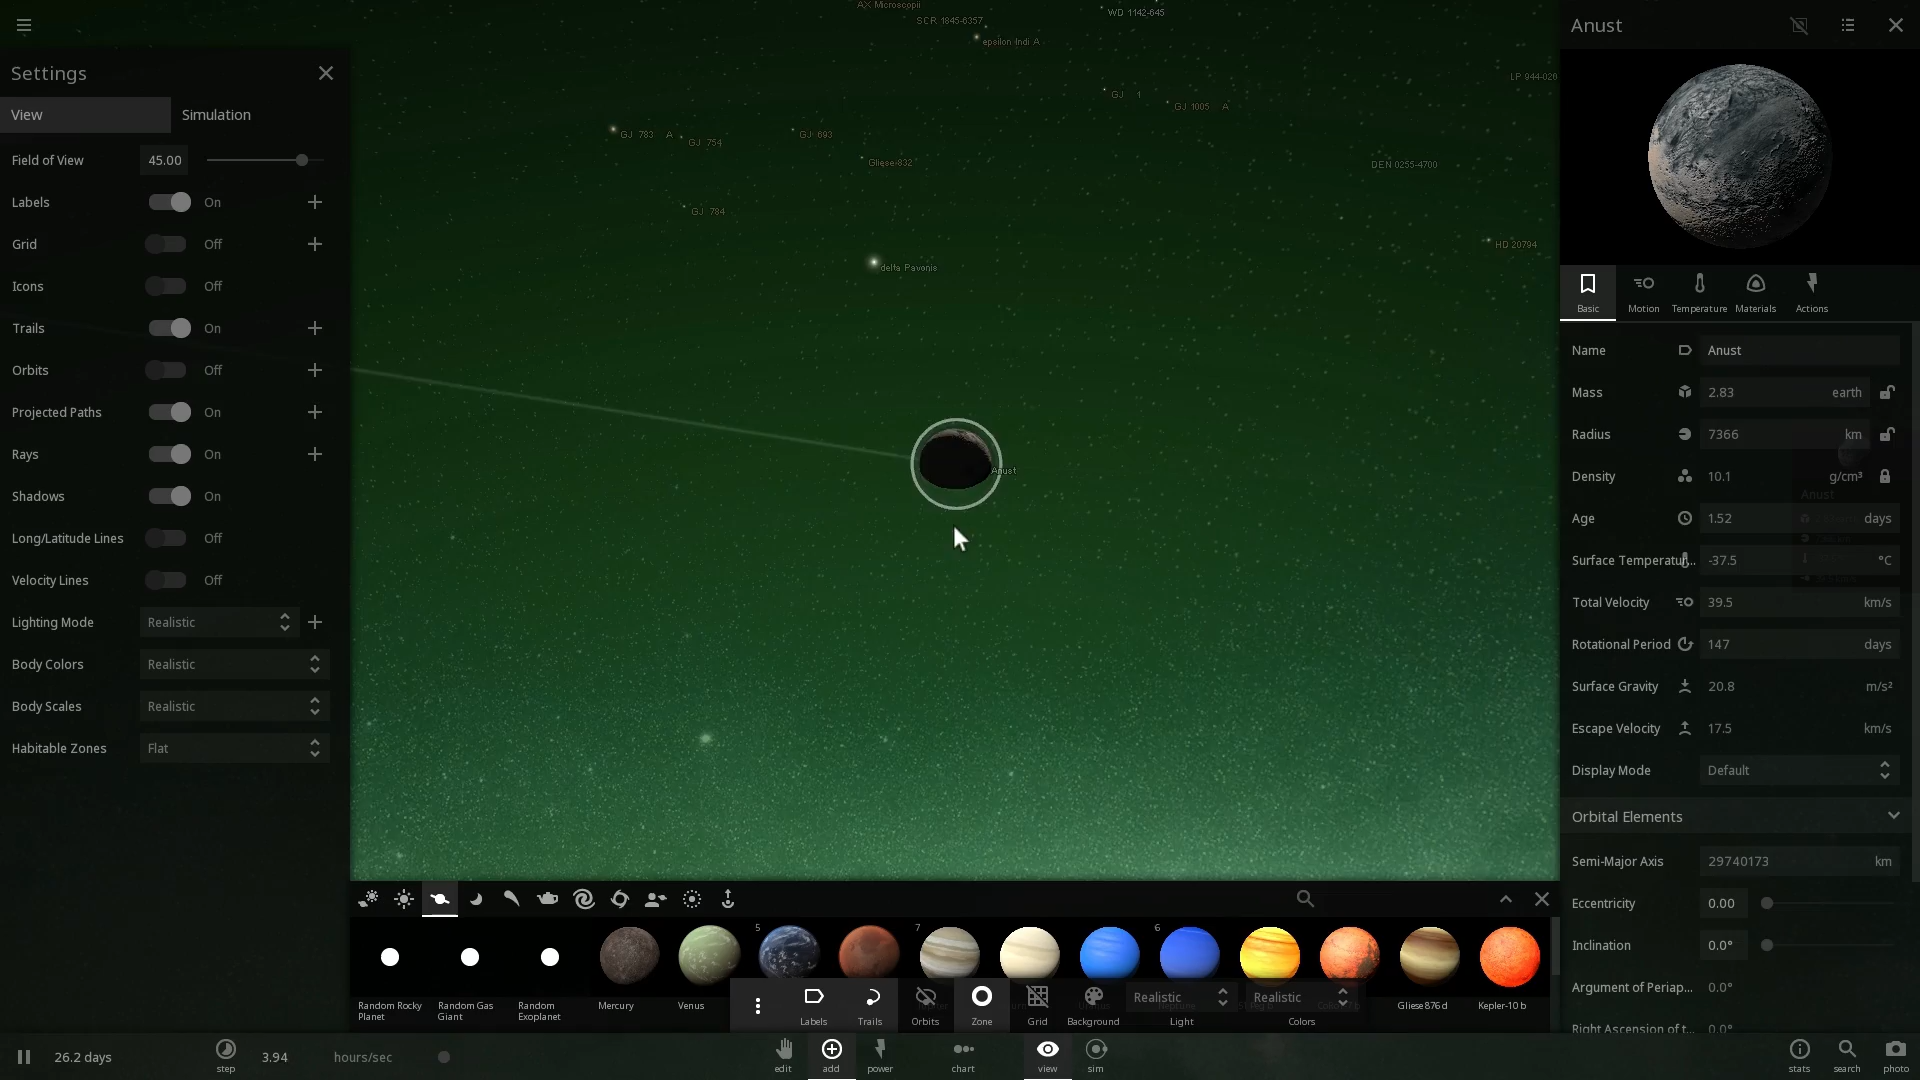 AX Microscopii
SCR 1845-6357
WD 1142-645
epsilon Indi A
LP 944-020
GJ 1
GJ 1005 A
GJ 783 A
GJ 754
GJ 693
Gliese-832
DEN 0255-4700
GJ 784
HD 20794
delta Pavonis
Anust
Settings
View
Simulation
Field of View 45.00
Labels On
Grid Off
Icons Off
Trails On
Orbits Off
Projected Paths On
Rays On
Shadows On
Long/Latitude Lines Off
Velocity Lines Off
Lighting Mode Realistic
Body Colors Realistic
Body Scales Realistic
Habitable Zones Flat
Anust
Basic
Motion
Temperature
Materials
Actions
Name Anust
Mass 2.83 earth
Radius 7366 km
Density 10.1 g/cm³
Anust
Age 1.52 days
Surface Temperatur... -37.5 °C
Total Velocity 39.5 km/s
Rotational Period 147 days
Surface Gravity 20.8 m/s²
Escape Velocity 17.5 km/s
Display Mode Default
Orbital Elements
Semi-Major Axis 29740173 km
Eccentricity 0.00
Inclination 0.0°
Argument of Periap... 0.0°
Right Ascension of t... 0.0°
5
7
6
Random Rocky
Planet
Random Gas
Giant
Random
Exoplanet
Mercury
Venus
Gliese 876 d
Kepler-10 b
Labels
Trails
Orbits
Zone
Grid
Background
Realistic
Light
Realistic
Colors
26.2 days
step
3.94 hours/sec
edit
add
power
chart
view
sim
stats
search
photo